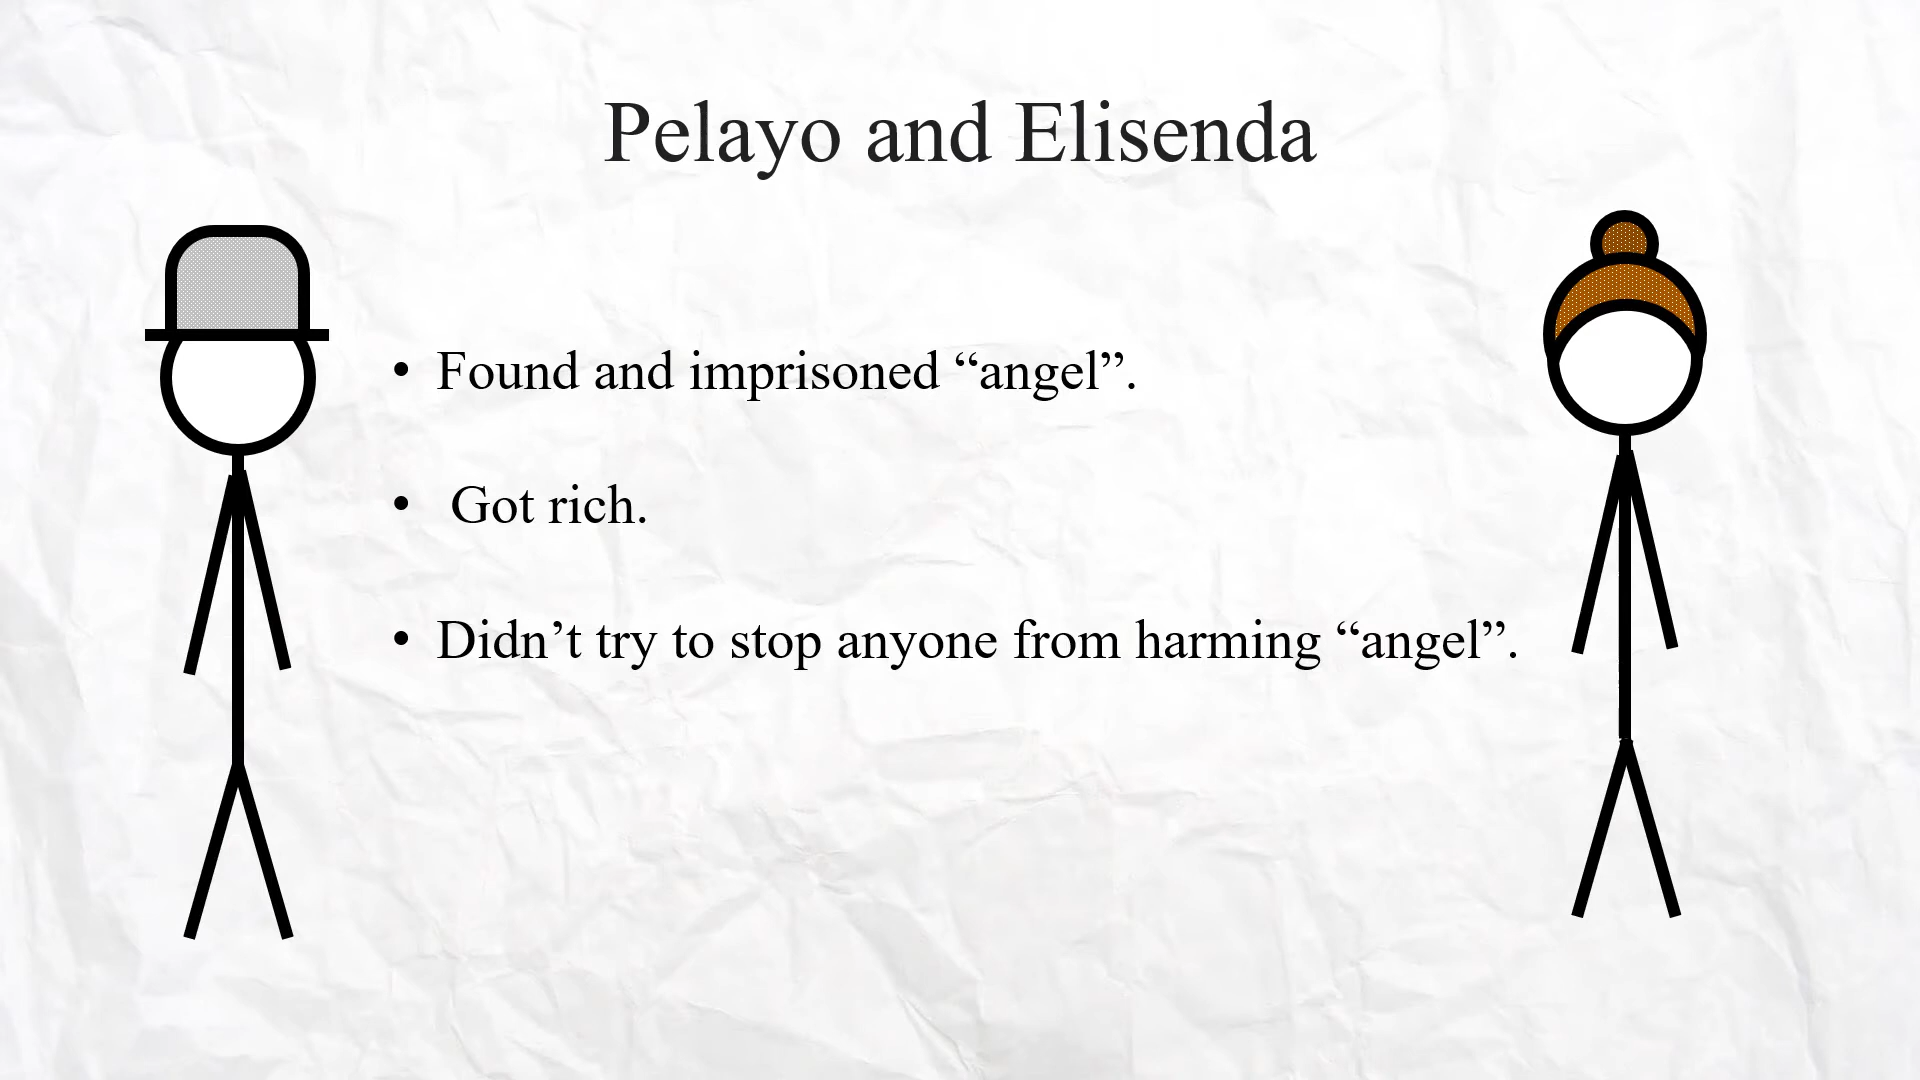 Pelayo and Elisenda
• Found and imprisoned “angel”.
• Got rich.
• Didn’t try to stop anyone from harming “angel”.